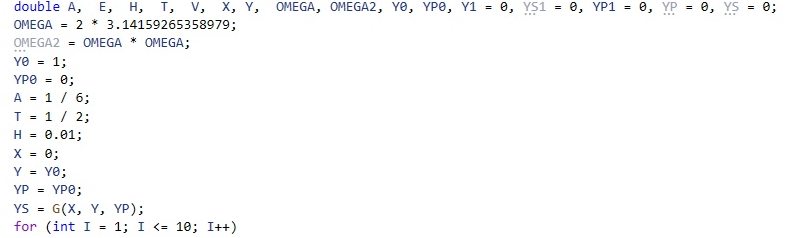 double A, E, H, T, V, X, Y, OMEGA, OMEGA2, Y0, YP0, Y1 = 0, YS1 = 0, YP1 = 0, YP = 0, YS = 0;
OMEGA = 2 * 3.14159265358979;
OMEGA2 = OMEGA * OMEGA;
Y0 = 1;
YP0 = 0;
A = 1 / 6;
T = 1 / 2;
H = 0.01;
X = 0;
Y = Y0;
YP = YP0;
YS = G(X, Y, YP);
for (int I = 1; I <= 10; I++)